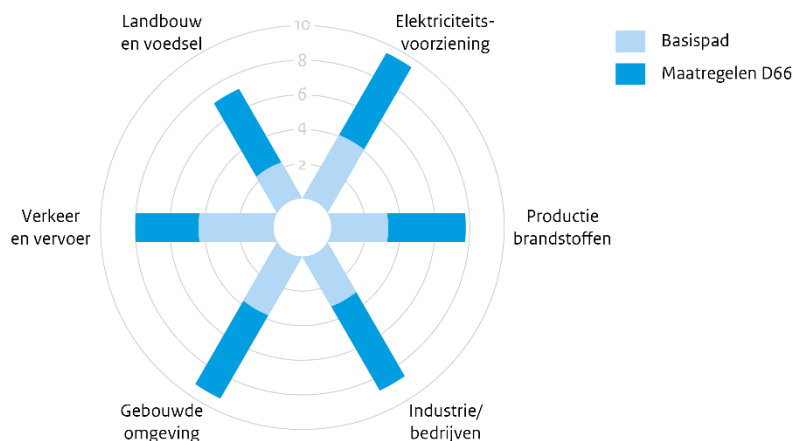 Landbouw
en voedsel
10
8
6
4
2
Elektriciteits-
voorziening
Basispad
Maatregelen D66
Verkeer
en vervoer
Productie
brandstoffen
Gebouwde
omgeving
Industrie/
bedrijven